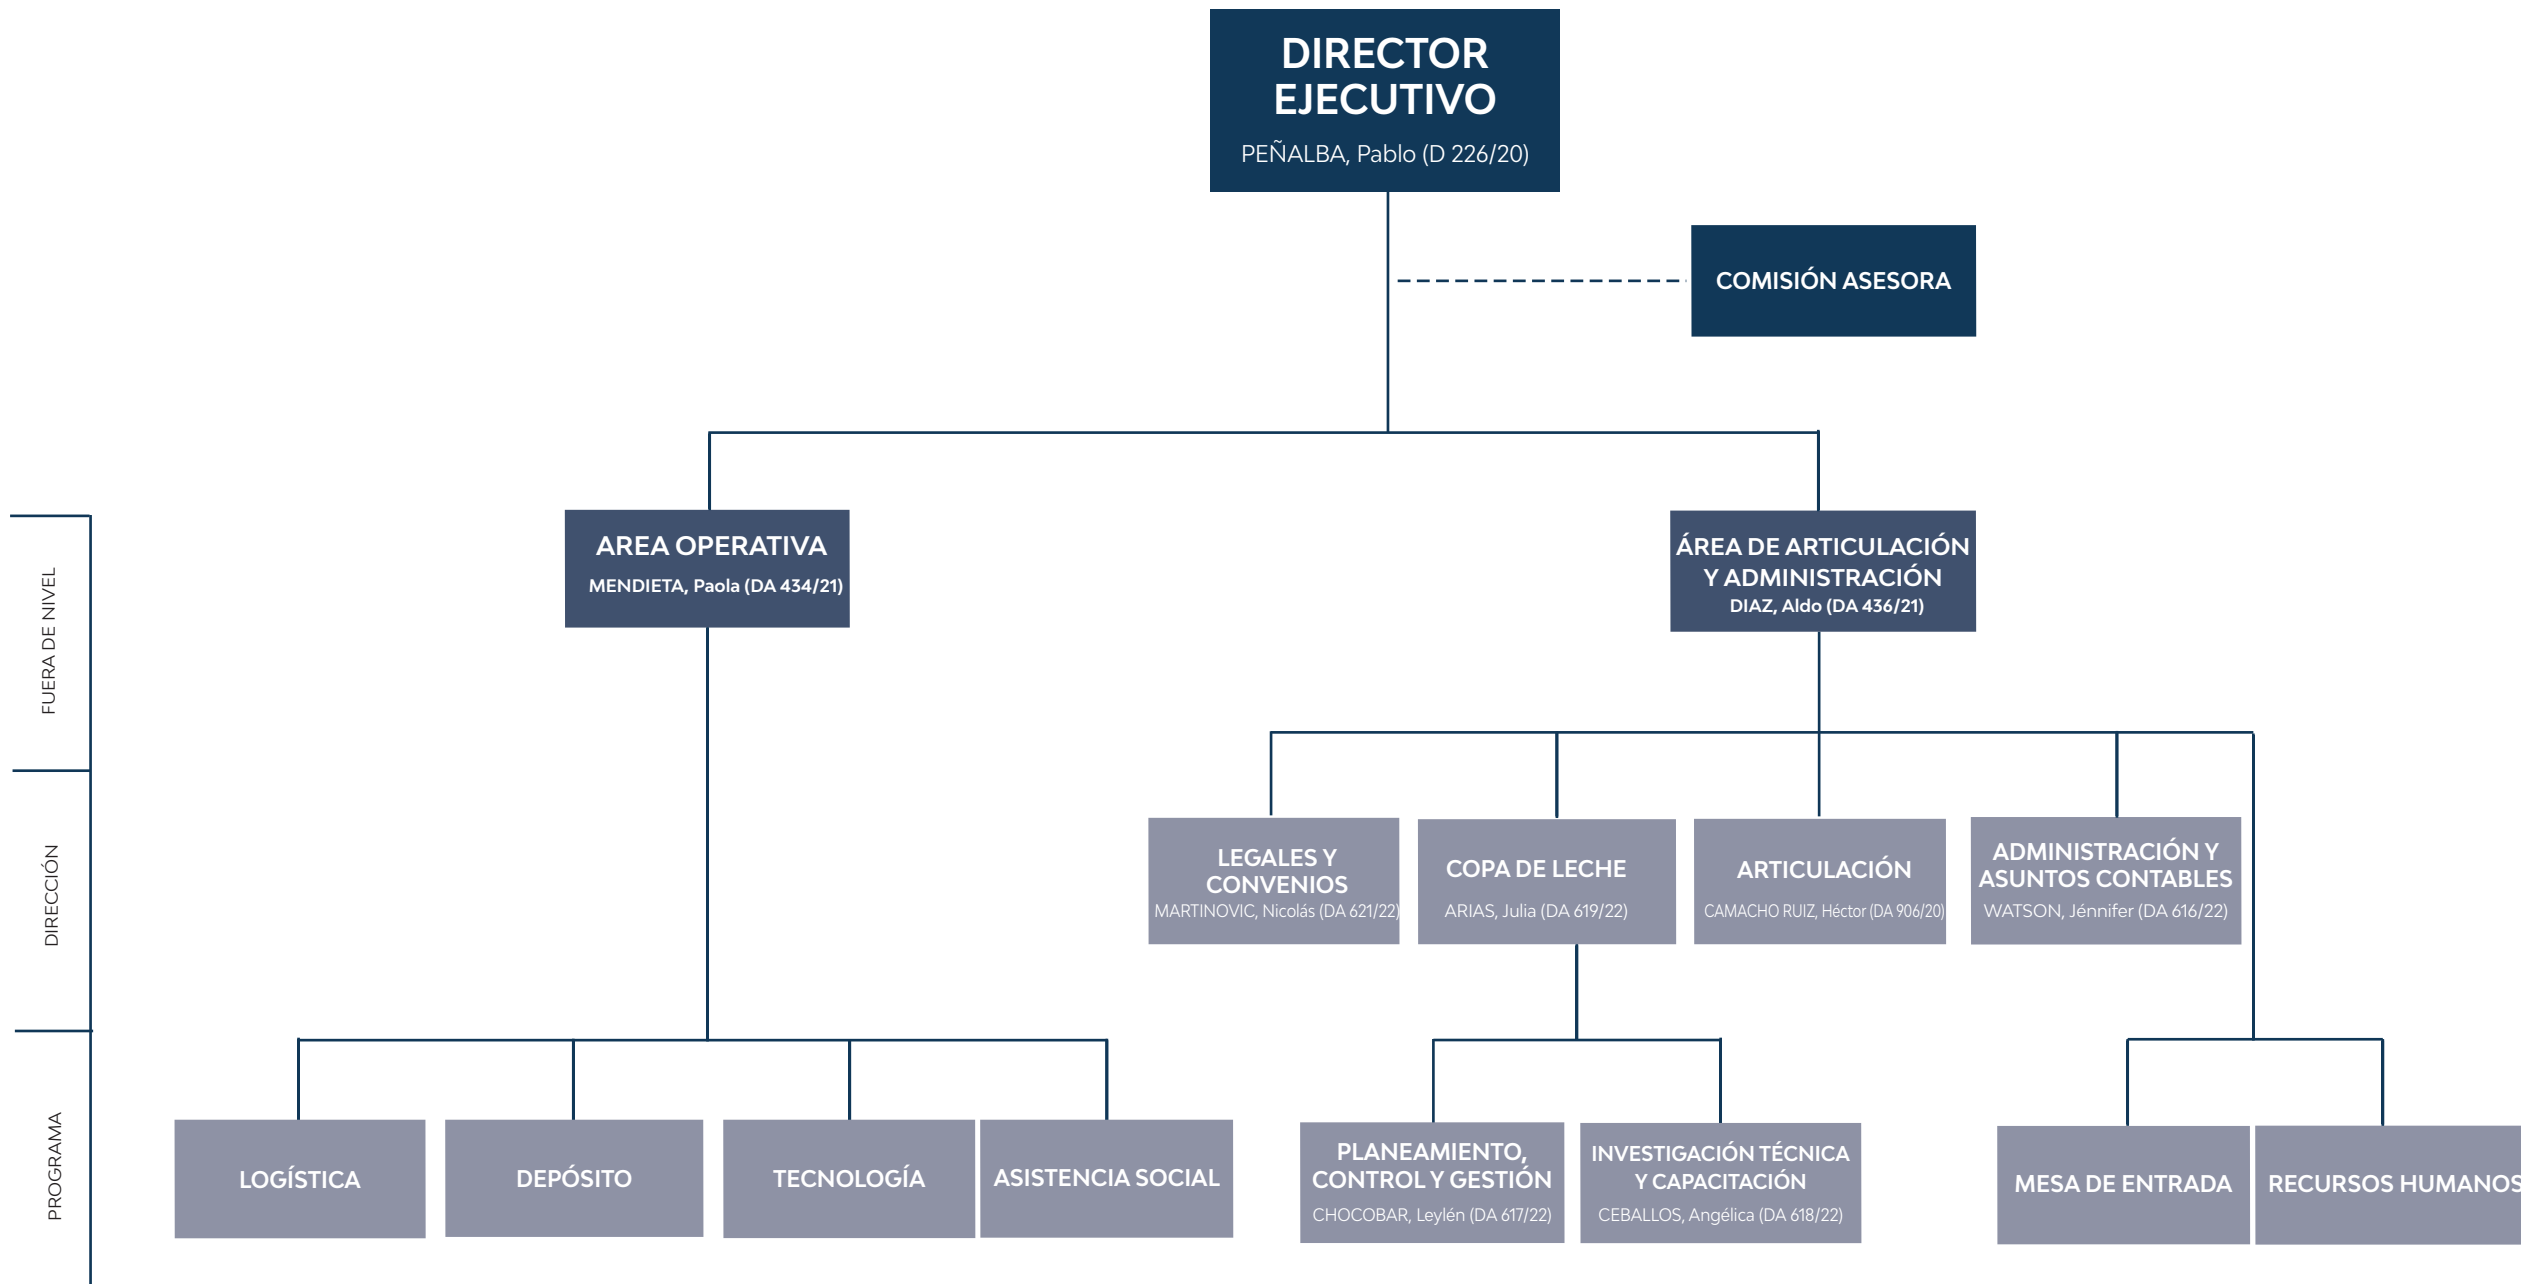 DIRECTOR
EJECUTIVO
PEÑALBA, Pablo (D 226/20)
COMISIÓN ASESORA
FUERA DE NIVEL
AREA OPERATIVA
MENDIETA, Paola (DA 434/21)
ÁREA DE ARTICULACIÓN
Y ADMINISTRACIÓN
DIAZ, Aldo (DA 436/21)
DIRECCIÓN
LEGALES Y
CONVENIOS
MARTINOVIC, Nicolás (DA 621/22)
COPA DE LECHE
ARIAS, Julia (DA 619/22)
ARTICULACIÓN
CAMACHO RUIZ, Héctor (DA 906/20)
ADMINISTRACIÓN Y
ASUNTOS CONTABLES
WATSON, Jénnifer (DA 616/22)
PROGRAMA
LOGÍSTICA
DEPÓSITO
TECNOLOGÍA
ASISTENCIA SOCIAL
PLANEAMIENTO,
CONTROL Y GESTIÓN
CHOCOBAR, Leylén (DA 617/22)
INVESTIGACIÓN TÉCNICA
Y CAPACITACIÓN
CEBALLOS, Angélica (DA 618/22)
MESA DE ENTRADA
RECURSOS HUMANOS